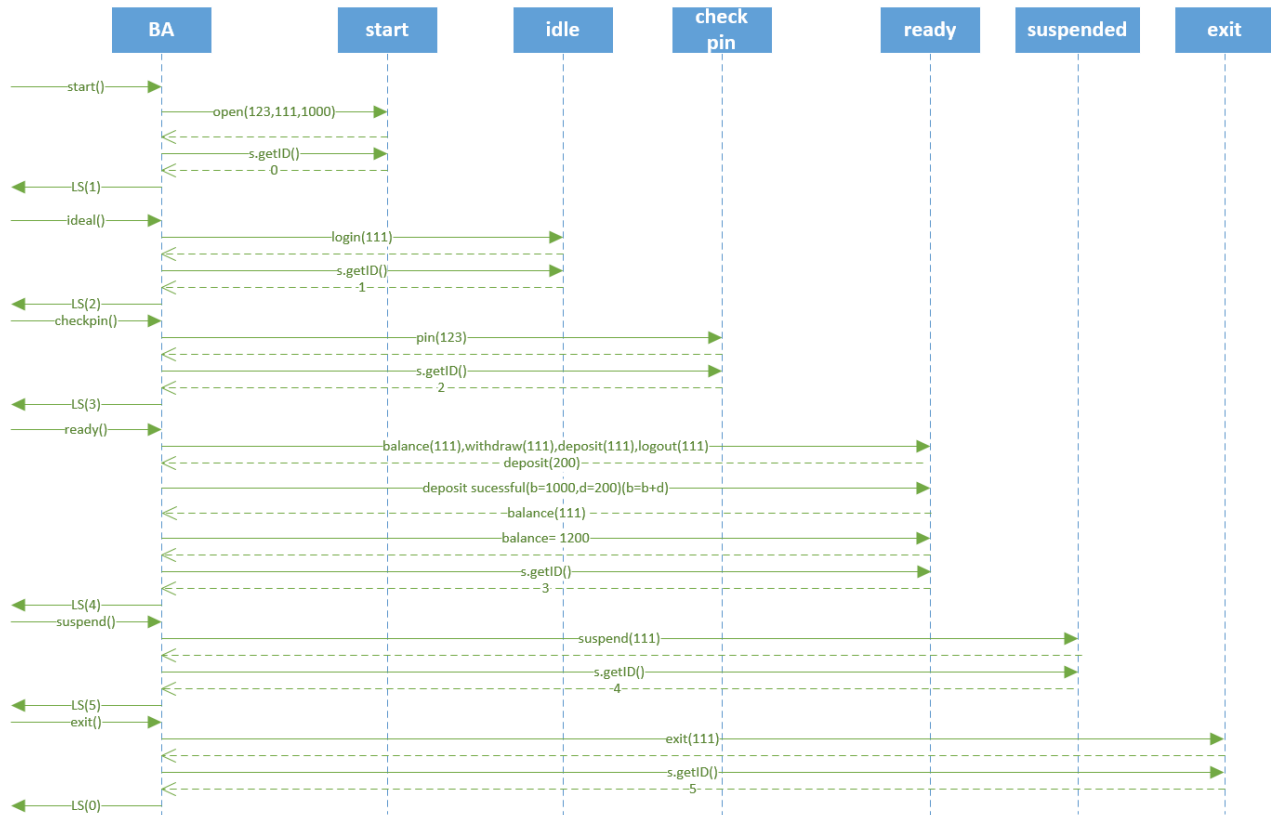 BA
start
idle
check
pin
ready
suspended
exit
start()
open(123,111,1000)
s.getID()
0
LS(1)
ideal()
login(111)
s.getID()
1
LS(2)
checkpin()
pin(123)
s.getID()
2
LS(3)
ready()
balance(111),withdraw(111),deposit(111),logout(111)
deposit(200)
deposit sucessful(b=1000,d=200)(b=b+d)
balance(111)
balance= 1200
s.getID()
3
LS(4)
suspend()
suspend(111)
s.getID()
4
LS(5)
exit()
exit(111)
s.getID()
5
LS(0)